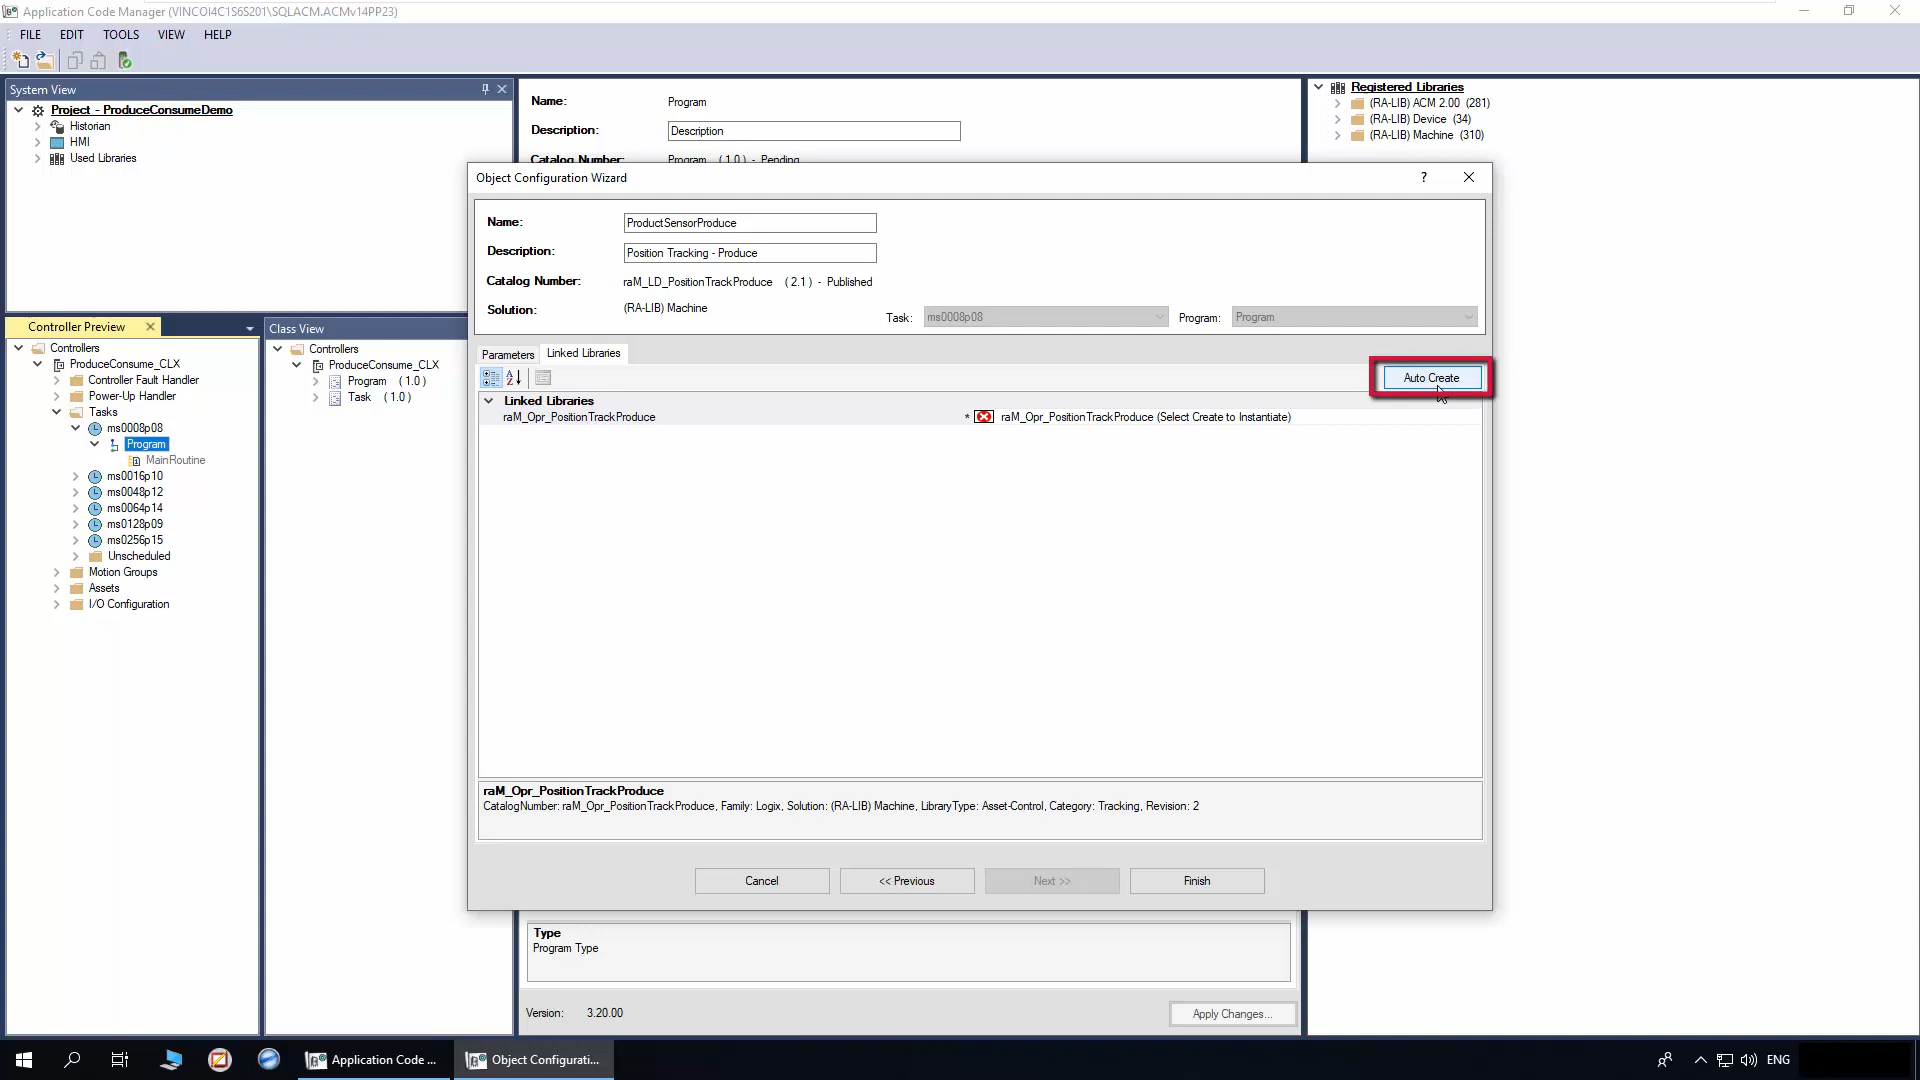 Application Code Manager (VINCOI4C1S6S201\SQLACM.ACMv14PP23)
FILE EDIT TOOLS VIEW HELP
System View
Project - ProduceConsumeDemo
Historian
HMI
Used Libraries
Name: Program
Description: Description
Catalog Number: Program ( 1.0 ) - Pending
Registered Libraries
(RA-LIB) ACM 2.00 (281)
(RA-LIB) Device (34)
(RA-LIB) Machine (310)
Object Configuration Wizard
?
Name: ProductSensorProduce
Description: Position Tracking - Produce
Catalog Number: raM_LD_PositionTrackProduce ( 2.1 ) - Published
Solution: (RA-LIB) Machine
Task: ms0008p08 Program: Program
Parameters Linked Libraries
Auto Create
Linked Libraries
raM_Opr_PositionTrackProduce * raM_Opr_PositionTrackProduce (Select Create to Instantiate)
raM_Opr_PositionTrackProduce
CatalogNumber: raM_Opr_PositionTrackProduce, Family: Logix, Solution: (RA-LIB) Machine, LibraryType: Asset-Control, Category: Tracking, Revision: 2
Cancel << Previous Next >> Finish
Controller Preview
Controllers
ProduceConsume_CLX
Controller Fault Handler
Power-Up Handler
Tasks
ms0008p08
Program
MainRoutine
ms0016p10
ms0048p12
ms0064p14
ms0128p09
ms0256p15
Unscheduled
Motion Groups
Assets
I/O Configuration
Class View
Controllers
ProduceConsume_CLX
Program ( 1.0 )
Task ( 1.0 )
Type
Program Type
Version: 3.20.00
Apply Changes...
Application Code ... Object Configurati... ENG